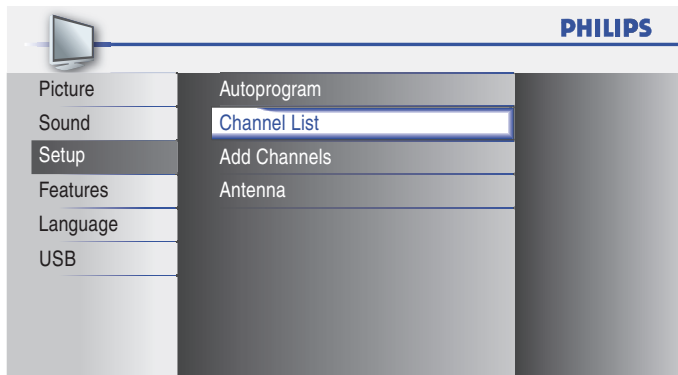 PHILIPS
Picture
Sound
Setup
Features
Language
USB
Autoprogram
Channel List
Add Channels
Antenna